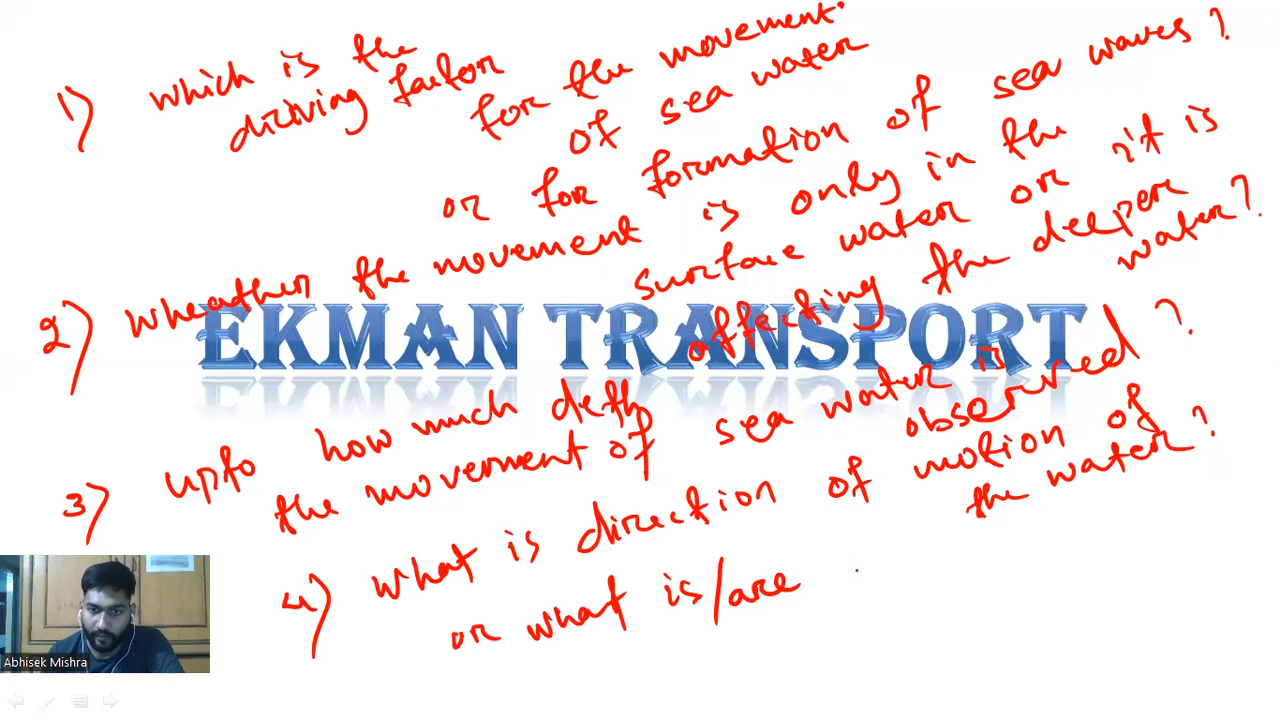 1) which is the
driving factor
for the movement
of sea water
or for formation of sea waves?
2) wheather the movement is only in the
surface water or it is
affecting the deeper
water?
EKMAN TRANSPORT
3) upto how much deth
the movement of sea water is
observed ?
4) what is direction of motion of
the water?
or what is/are
Abhisek Mishra